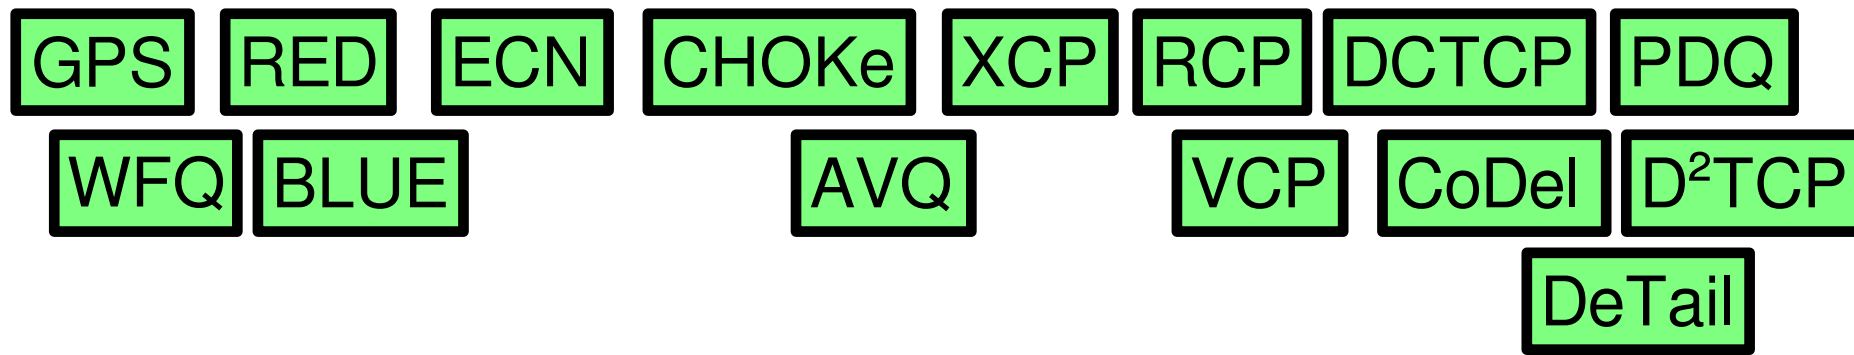 GPS RED ECN CHOKe XCP RCP DCTCP PDQ
WFQ BLUE AVQ VCP CoDel D²TCP
DeTail